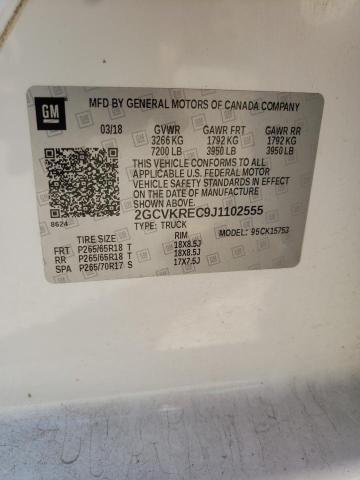 GM
MFD BY GENERAL MOTORS OF CANADA COMPANY
03/18 GVWR GAWR FRT GAWR RR
3266 KG 1792 KG 1792 KG
7200 LB 3950 LB 3950 LB
THIS VEHICLE CONFORMS TO ALL
APPLICABLE U.S. FEDERAL MOTOR
VEHICLE SAFETY STANDARDS IN
EFFECT ON THE DATE OF
MANUFACTURE SHOWN ABOVE.
8624 2GCVKREC9J1102555
TYPE: TRUCK
TIRE SIZE RIM MODEL: 95CK15753
FRT P265/65R18 T 18X8.5J
RR P265/65R18 T 18X8.5J
SPA P265/70R17 S 17X7.5J